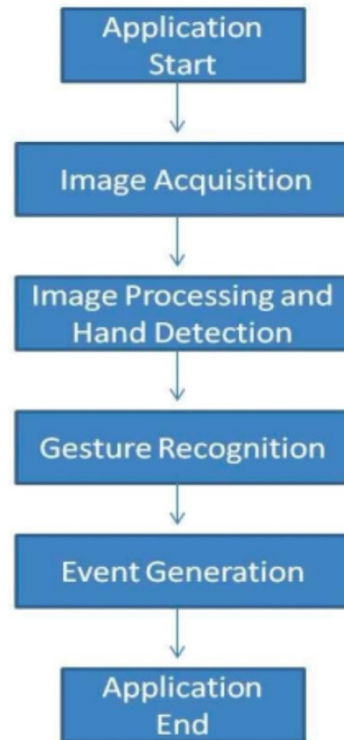 Application
Start
Image Acquisition
Image Processing and
Hand Detection
Gesture Recognition
Event Generation
Application
End